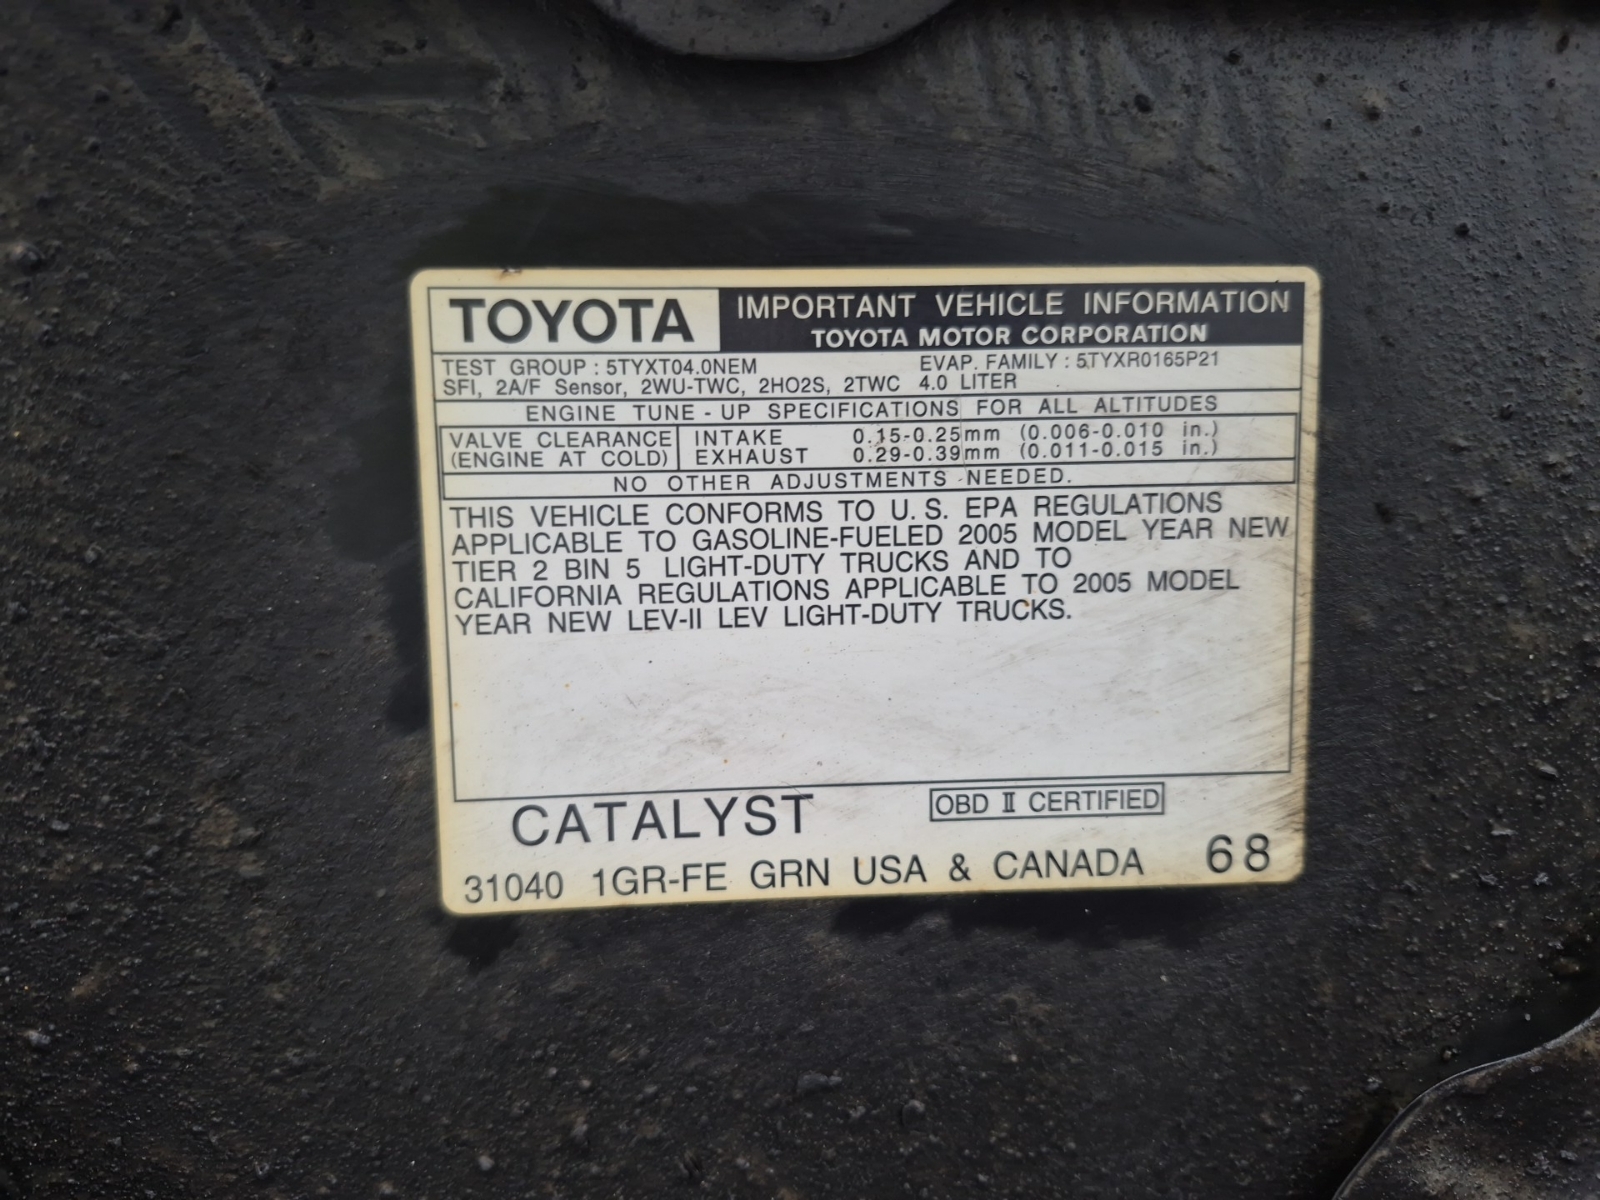 TOYOTA
IMPORTANT VEHICLE INFORMATION
TOYOTA MOTOR CORPORATION
TEST GROUP : 5TYXT04.0NEM EVAP. FAMILY : 5TYXR0165P21
SFI, 2A/F Sensor, 2WU-TWC, 2HO2S, 2TWC 4.0 LITER
ENGINE TUNE - UP SPECIFICATIONS FOR ALL ALTITUDES
VALVE CLEARANCE INTAKE 0.15-0.25mm (0.006-0.010 in.)
(ENGINE AT COLD) EXHAUST 0.29-0.39mm (0.011-0.015 in.)
NO OTHER ADJUSTMENTS NEEDED.
THIS VEHICLE CONFORMS TO U.S. EPA REGULATIONS
APPLICABLE TO GASOLINE-FUELED 2005 MODEL YEAR NEW
TIER 2 BIN 5 LIGHT-DUTY TRUCKS AND TO
CALIFORNIA REGULATIONS APPLICABLE TO 2005 MODEL
YEAR NEW LEV-II LEV LIGHT-DUTY TRUCKS.
CATALYST OBD II CERTIFIED
31040 1GR-FE GRN USA & CANADA 68